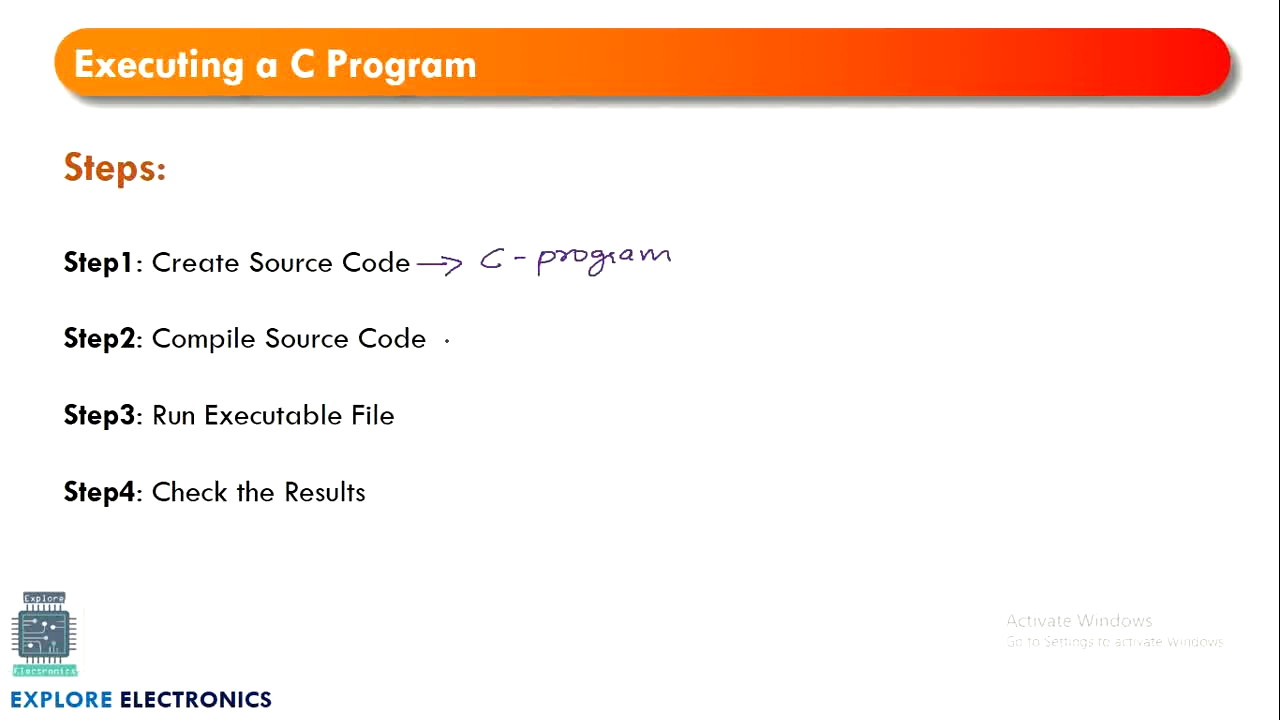 Executing a C Program
Steps:
Step1: Create Source Code → C - program
Step2: Compile Source Code
Step3: Run Executable File
Step4: Check the Results
Explore
Electronics
Activate Windows
Go to Settings to activate Windows.
EXPLORE ELECTRONICS